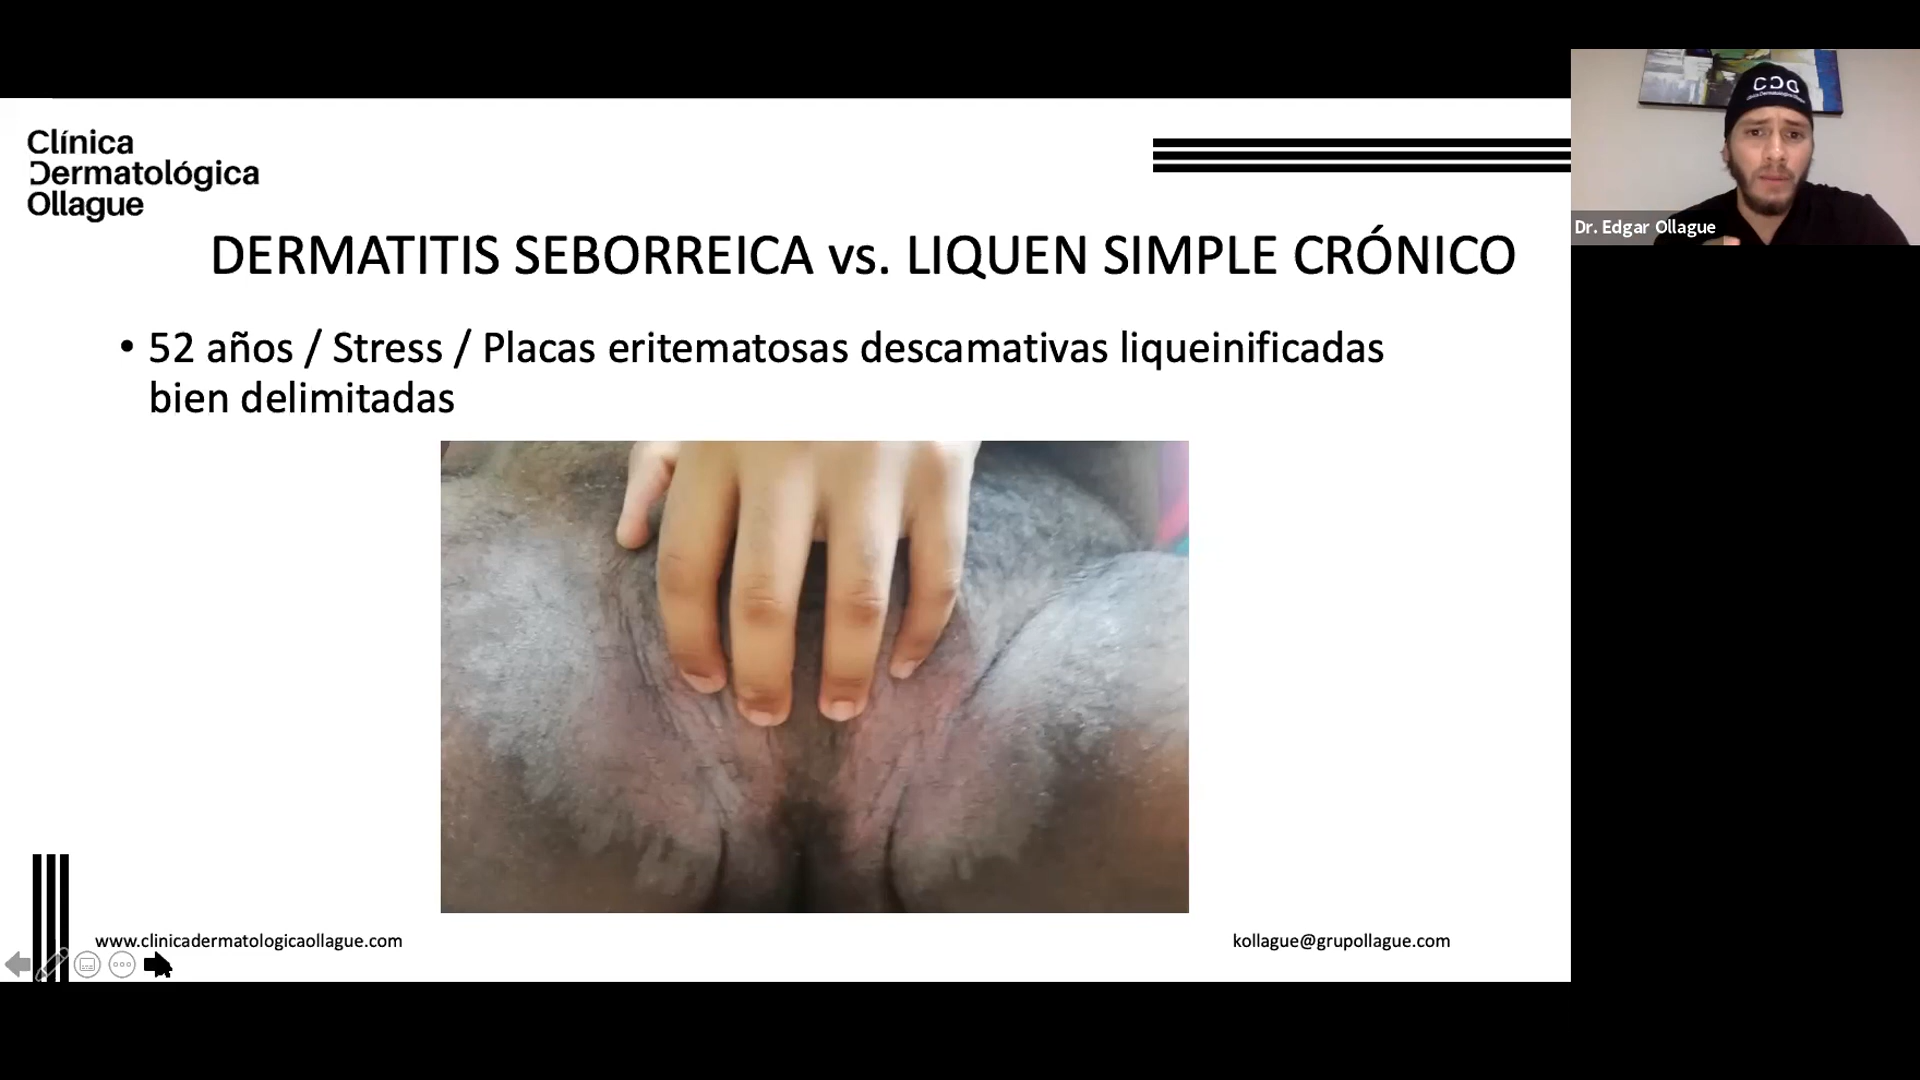 Clínica
Dermatológica
Ollague
DERMATITIS SEBORREICA vs. LIQUEN SIMPLE CRÓNICO
• 52 años / Stress / Placas eritematosas descamativas liqueinificadas
bien delimitadas
www.clinicadermatologicaollague.com
kollague@grupollague.com
Dr. Edgar Ollague